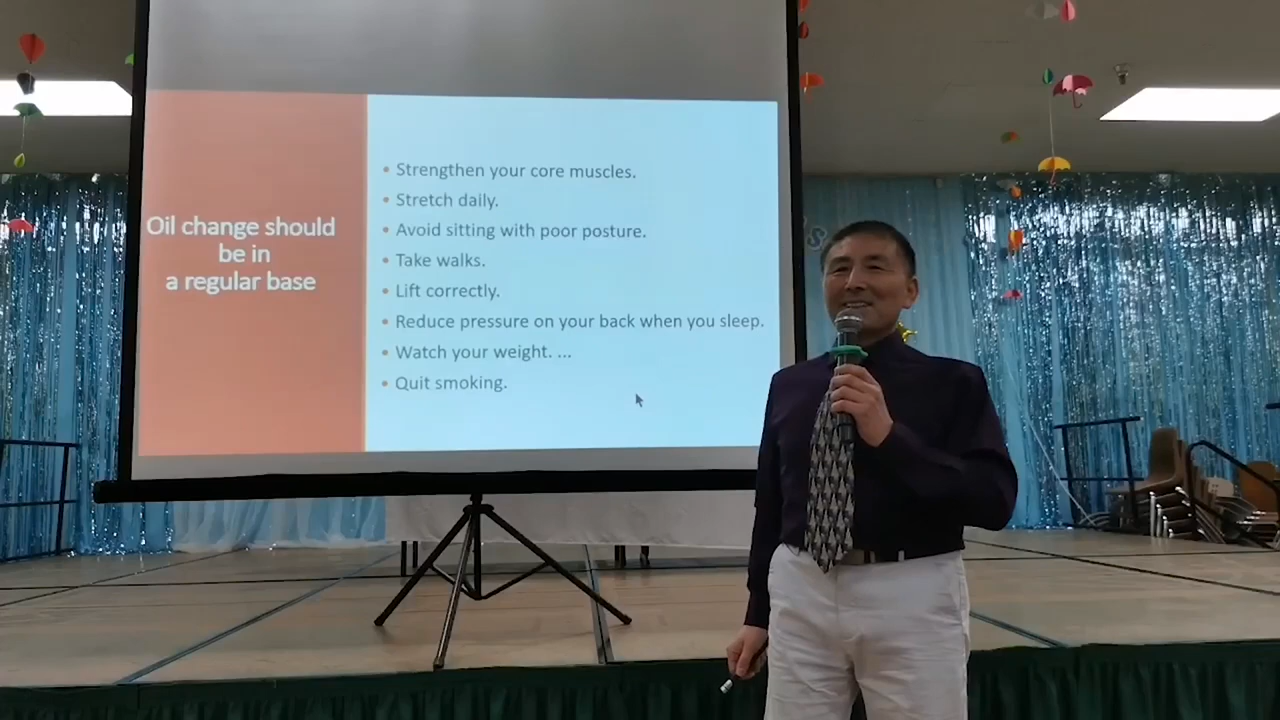 Oil change should
be in
a regular base
• Strengthen your core muscles.
• Stretch daily.
• Avoid sitting with poor posture.
• Take walks.
• Lift correctly.
• Reduce pressure on your back when you sleep.
• Watch your weight. ...
• Quit smoking.